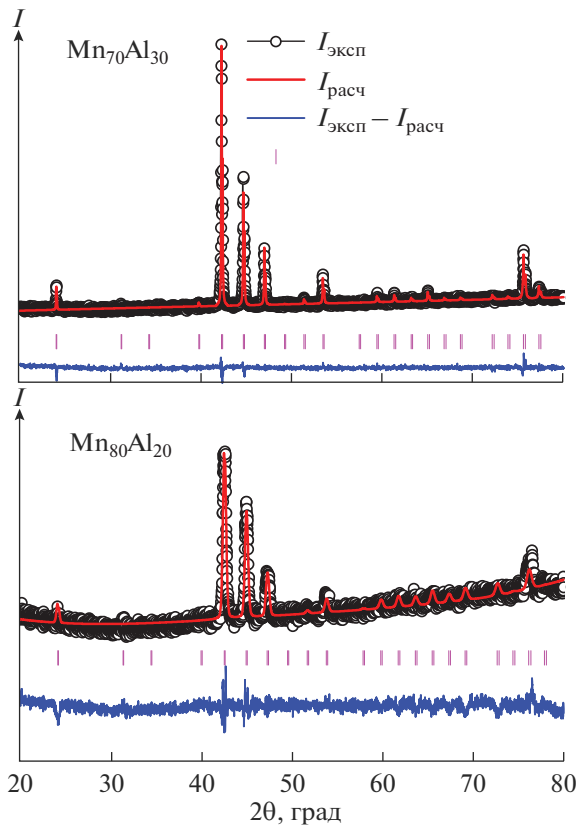 I
Mn₇₀Al₃₀
Iэксп
Iрасч
Iэксп – Iрасч
I
Mn₈₀Al₂₀
20 30 40 50 60 70 80
2θ, град